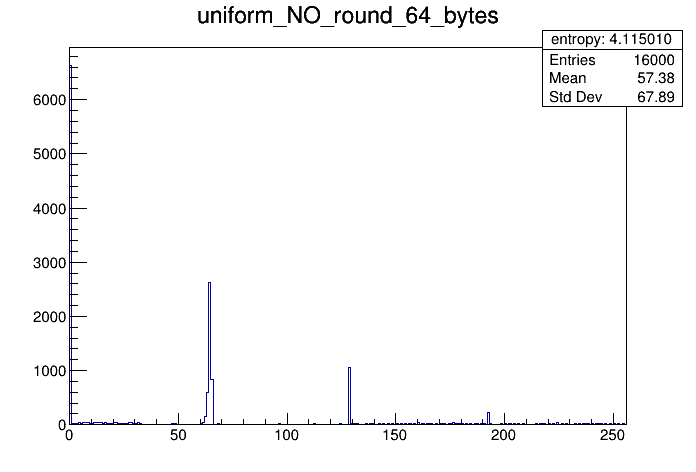 uniform_NO_round_64_bytes
entropy: 4.115010
Entries 16000
Mean 57.38
Std Dev 67.89
6000
5000
4000
3000
2000
1000
0
0 50 100 150 200 250